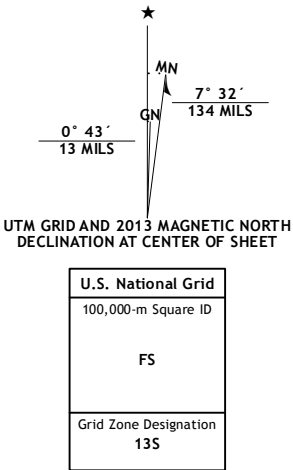 ★
MN
7° 32´
134 MILS
GN
0° 43´
13 MILS
UTM GRID AND 2013 MAGNETIC NORTH
DECLINATION AT CENTER OF SHEET
U.S. National Grid
100,000-m Square ID
FS
Grid Zone Designation
13S